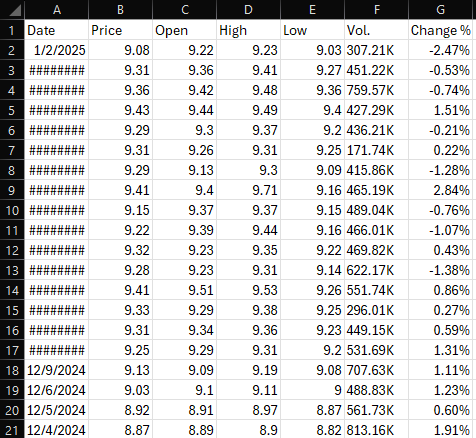 A B C D E F G
1 Date Price Open High Low Vol. Change %
2 1/2/2025 9.08 9.22 9.23 9.03 307.21K -2.47%
3 ######## 9.31 9.36 9.41 9.27 451.22K -0.53%
4 ######## 9.36 9.42 9.48 9.36 759.57K -0.74%
5 ######## 9.43 9.44 9.49 9.4 427.29K 1.51%
6 ######## 9.29 9.3 9.37 9.2 436.21K -0.21%
7 ######## 9.31 9.26 9.31 9.25 171.74K 0.22%
8 ######## 9.29 9.13 9.3 9.09 415.86K -1.28%
9 ######## 9.41 9.4 9.71 9.16 465.19K 2.84%
10 ######## 9.15 9.37 9.37 9.15 489.04K -0.76%
11 ######## 9.22 9.39 9.44 9.16 466.01K -1.07%
12 ######## 9.32 9.23 9.35 9.22 469.82K 0.43%
13 ######## 9.28 9.23 9.31 9.14 622.17K -1.38%
14 ######## 9.41 9.51 9.53 9.26 551.74K 0.86%
15 ######## 9.33 9.29 9.38 9.25 296.01K 0.27%
16 ######## 9.31 9.34 9.36 9.23 449.15K 0.59%
17 ######## 9.25 9.29 9.31 9.2 531.69K 1.31%
18 12/9/2024 9.13 9.09 9.19 9.08 707.63K 1.11%
19 12/6/2024 9.03 9.1 9.11 9 488.83K 1.23%
20 12/5/2024 8.92 8.91 8.97 8.87 561.73K 0.60%
21 12/4/2024 8.87 8.89 8.9 8.82 813.16K 1.91%